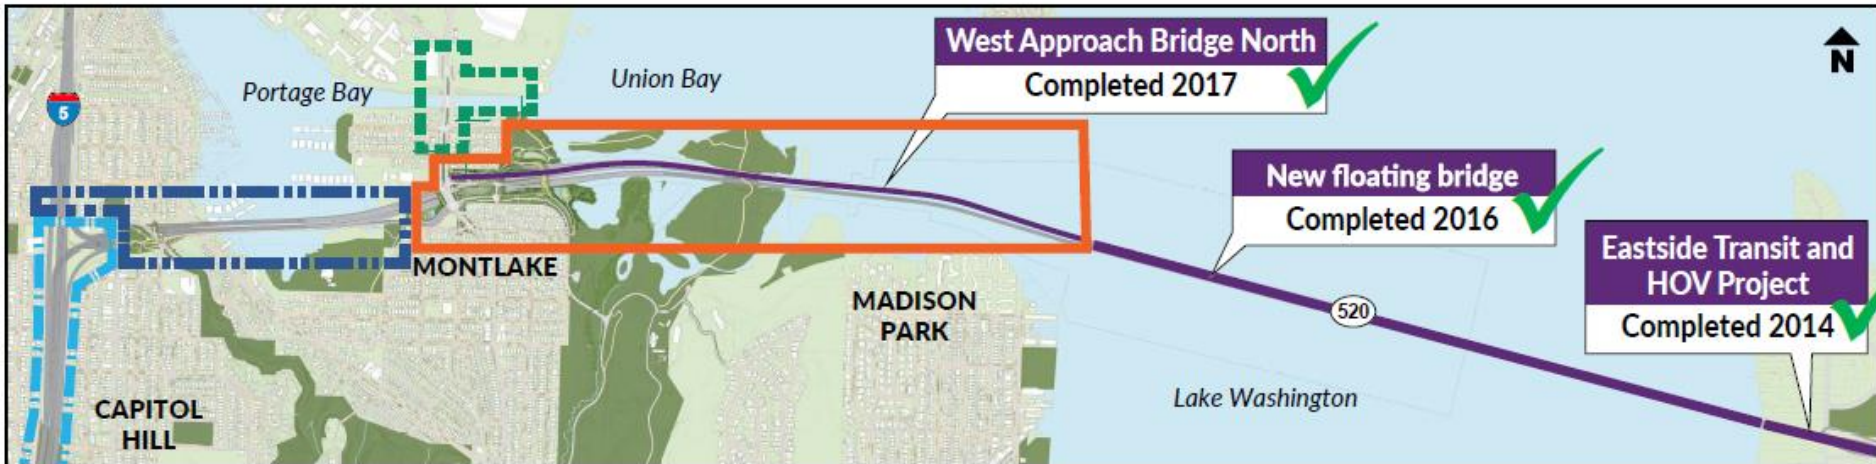 West Approach Bridge North
Completed 2017
N
Portage Bay
Union Bay
5
New floating bridge
Completed 2016
Eastside Transit and
HOV Project
Completed 2014
MONTLAKE
MADISON
PARK
520
Lake Washington
CAPITOL
HILL